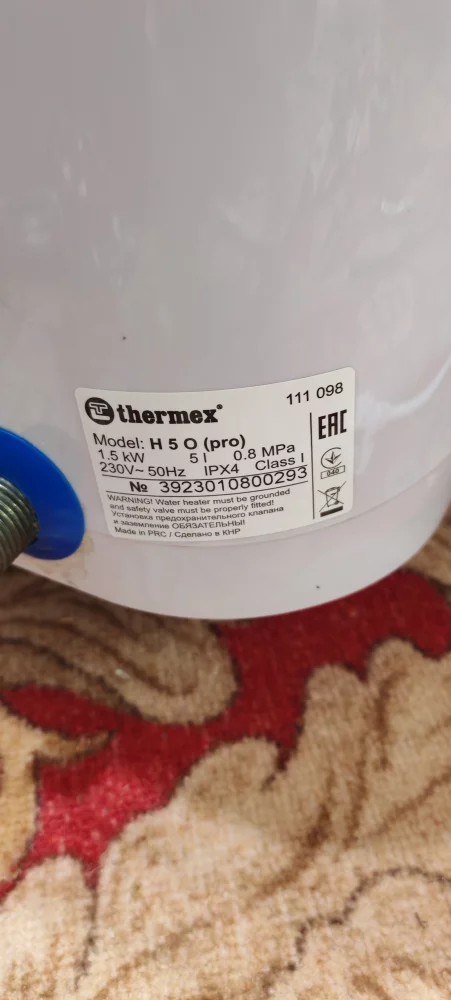 thermex®
111 098
Model: H 5 O (pro)
1.5 kW 5 l 0.8 MPa
230V~ 50Hz IPX4 Class I
№ 3923010800293
WARNING! Water heater must be grounded
and safety valve must be properly fitted!
Установка предохранительного клапана
и заземление ОБЯЗАТЕЛЬНЫ!
Made in PRC / Сделано в КНР
EAC